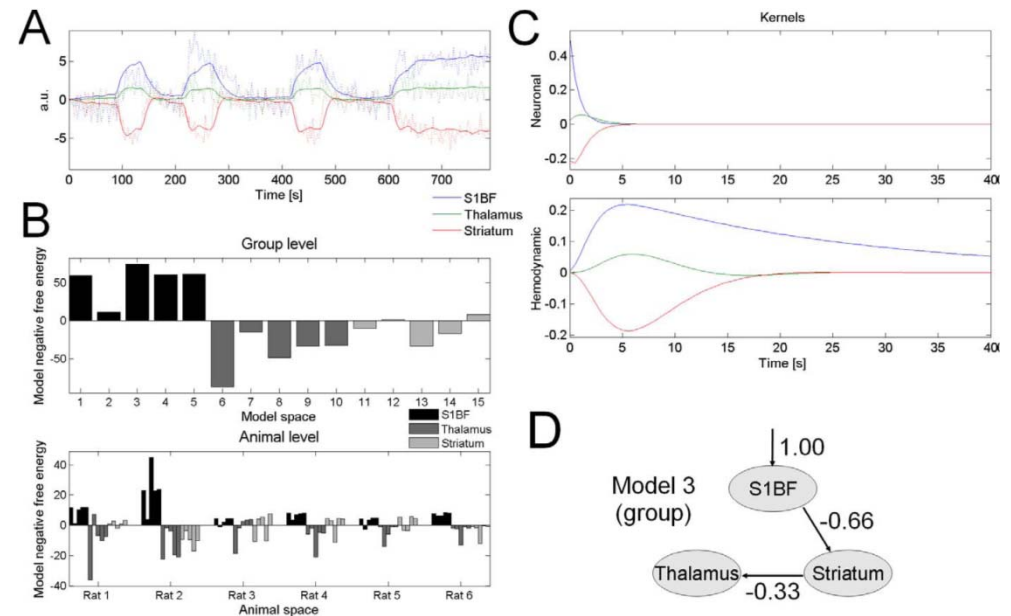 A
5
0
-5
a.u.
0 100 200 300 400 500 600 700
Time [s]
S1BF
Thalamus
Striatum
B
Group level
50
0
-50
Model negative free energy
1 2 3 4 5 6 7 8 9 10 11 12 13 14 15
Model space
S1BF
Thalamus
Striatum
Animal level
40
20
0
-20
-40
Model negative free energy
Rat 1 Rat 2 Rat 3 Rat 4 Rat 5 Rat 6
Animal space
C
Kernels
0.4
0.2
0
-0.2
Neuronal
0 5 10 15 20 25 30 35 400
0.2
0.1
0
-0.1
-0.2
Hemodynamic
0 5 10 15 20 25 30 35 400
Time [s]
D
Model 3
(group)
1.00
S1BF
-0.66
Thalamus
-0.33
Striatum